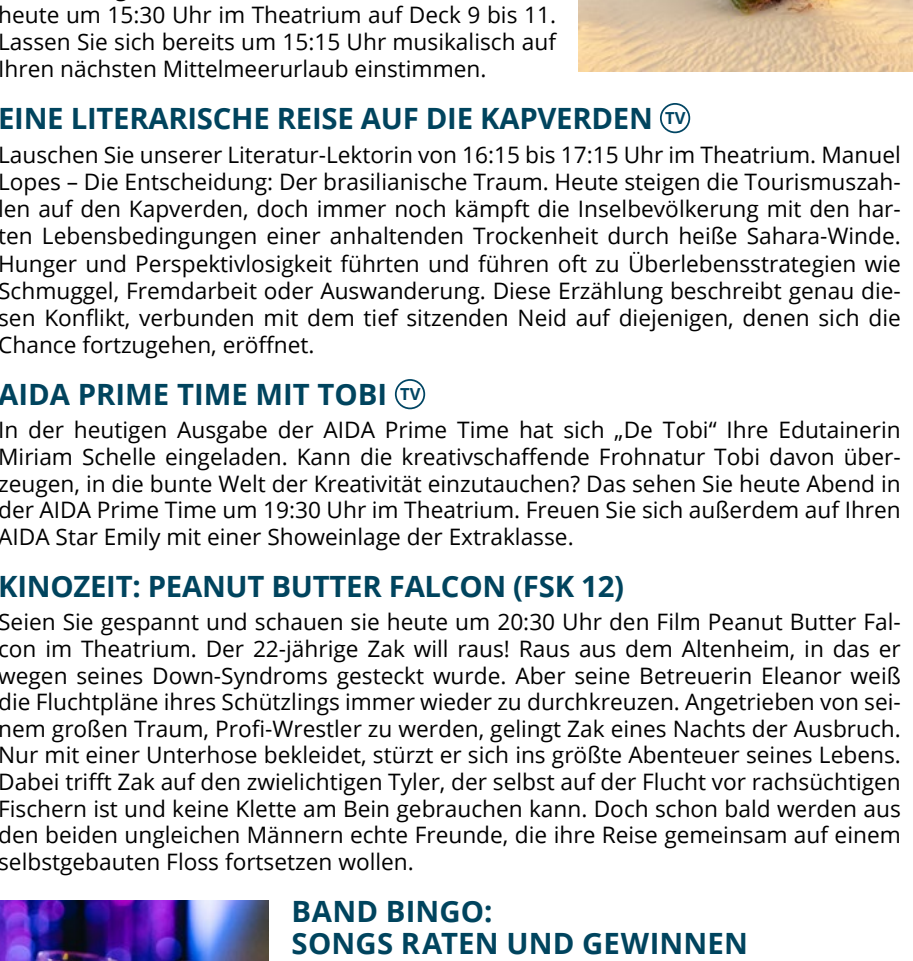 heute um 15:30 Uhr im Theatrium auf Deck 9 bis 11.
Lassen Sie sich bereits um 15:15 Uhr musikalisch auf
Ihren nächsten Mittelmeerurlaub einstimmen.
EINE LITERARISCHE REISE AUF DIE KAPVERDEN TV
Lauschen Sie unserer Literatur-Lektorin von 16:15 bis 17:15 Uhr im Theatrium. Manuel
Lopes – Die Entscheidung: Der brasilianische Traum. Heute steigen die Tourismuszah-
len auf den Kapverden, doch immer noch kämpft die Inselbevölkerung mit den har-
ten Lebensbedingungen einer anhaltenden Trockenheit durch heiße Sahara-Winde.
Hunger und Perspektivlosigkeit führten und führen oft zu Überlebensstrategien wie
Schmuggel, Fremdarbeit oder Auswanderung. Diese Erzählung beschreibt genau die-
sen Konflikt, verbunden mit dem tief sitzenden Neid auf diejenigen, denen sich die
Chance fortzugehen, eröffnet.
AIDA PRIME TIME MIT TOBI TV
In der heutigen Ausgabe der AIDA Prime Time hat sich „De Tobi“ Ihre Edutainerin
Miriam Schelle eingeladen. Kann die kreativschaffende Frohnatur Tobi davon über-
zeugen, in die bunte Welt der Kreativität einzutauchen? Das sehen Sie heute Abend in
der AIDA Prime Time um 19:30 Uhr im Theatrium. Freuen Sie sich außerdem auf Ihren
AIDA Star Emily mit einer Showeinlage der Extraklasse.
KINOZEIT: PEANUT BUTTER FALCON (FSK 12)
Seien Sie gespannt und schauen sie heute um 20:30 Uhr den Film Peanut Butter Fal-
con im Theatrium. Der 22-jährige Zak will raus! Raus aus dem Altenheim, in das er
wegen seines Down-Syndroms gesteckt wurde. Aber seine Betreuerin Eleanor weiß
die Fluchtpläne ihres Schützlings immer wieder zu durchkreuzen. Angetrieben von sei-
nem großen Traum, Profi-Wrestler zu werden, gelingt Zak eines Nachts der Ausbruch.
Nur mit einer Unterhose bekleidet, stürzt er sich ins größte Abenteuer seines Lebens.
Dabei trifft Zak auf den zwielichtigen Tyler, der selbst auf der Flucht vor rachsüchtigen
Fischern ist und keine Klette am Bein gebrauchen kann. Doch schon bald werden aus
den beiden ungleichen Männern echte Freunde, die ihre Reise gemeinsam auf einem
selbstgebauten Floss fortsetzen wollen.
BAND BINGO:
SONGS RATEN UND GEWINNEN